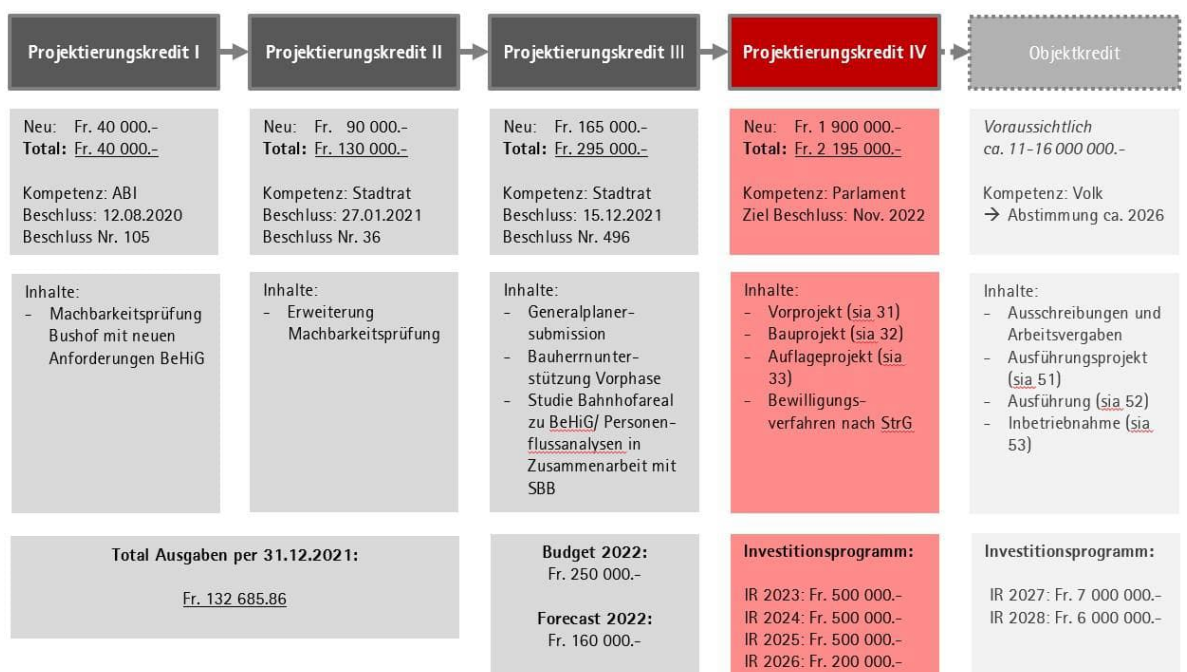 Projektierungskredit I
Projektierungskredit II
Projektierungskredit III
Projektierungskredit IV
Objektkredit
Neu: Fr. 40 000.-
Total: Fr. 40 000.-
Kompetenz: ABI
Beschluss: 12.08.2020
Beschluss Nr. 105
Neu: Fr. 90 000.-
Total: Fr. 130 000.-
Kompetenz: Stadtrat
Beschluss: 27.01.2021
Beschluss Nr. 36
Neu: Fr. 165 000.-
Total: Fr. 295 000.-
Kompetenz: Stadtrat
Beschluss: 15.12.2021
Beschluss Nr. 496
Neu: Fr. 1 900 000.-
Total: Fr. 2 195 000.-
Kompetenz: Parlament
Ziel Beschluss: Nov. 2022
Voraussichtlich
ca. 11-16 000 000.-
Kompetenz: Volk
→ Abstimmung ca. 2026
Inhalte:
- Machbarkeitsprüfung
Bushof mit neuen
Anforderungen BeHiG
Inhalte:
- Erweiterung
Machbarkeitsprüfung
Inhalte:
- Generalplaner-
submission
- Bauherrnunter-
stützung Vorphase
- Studie Bahnhofareal
zu BeHiG/ Personen-
flussanalysen in
Zusammenarbeit mit
SBB
Inhalte:
- Vorprojekt (sia 31)
- Bauprojekt (sia 32)
- Auflageprojekt (sia
33)
- Bewilligungs-
verfahren nach StrG
Inhalte:
- Ausschreibungen und
Arbeitsvergaben
- Ausführungsprojekt
(sia 51)
- Ausführung (sia 52)
- Inbetriebnahme (sia
53)
Total Ausgaben per 31.12.2021:
Fr. 132 685.86
Budget 2022:
Fr. 250 000.-
Forecast 2022:
Fr. 160 000.-
Investitionsprogramm:
IR 2023: Fr. 500 000.-
IR 2024: Fr. 500 000.-
IR 2025: Fr. 500 000.-
IR 2026: Fr. 200 000.-
Investitionsprogramm:
IR 2027: Fr. 7 000 000.-
IR 2028: Fr. 6 000 000.-